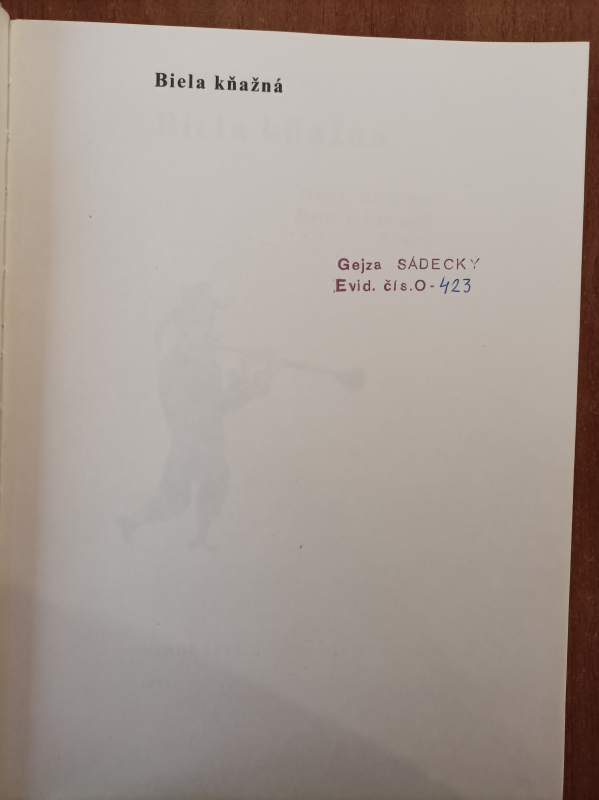 Biela kňažná
Gejza SÁDECKY
Evid. čís.O-423